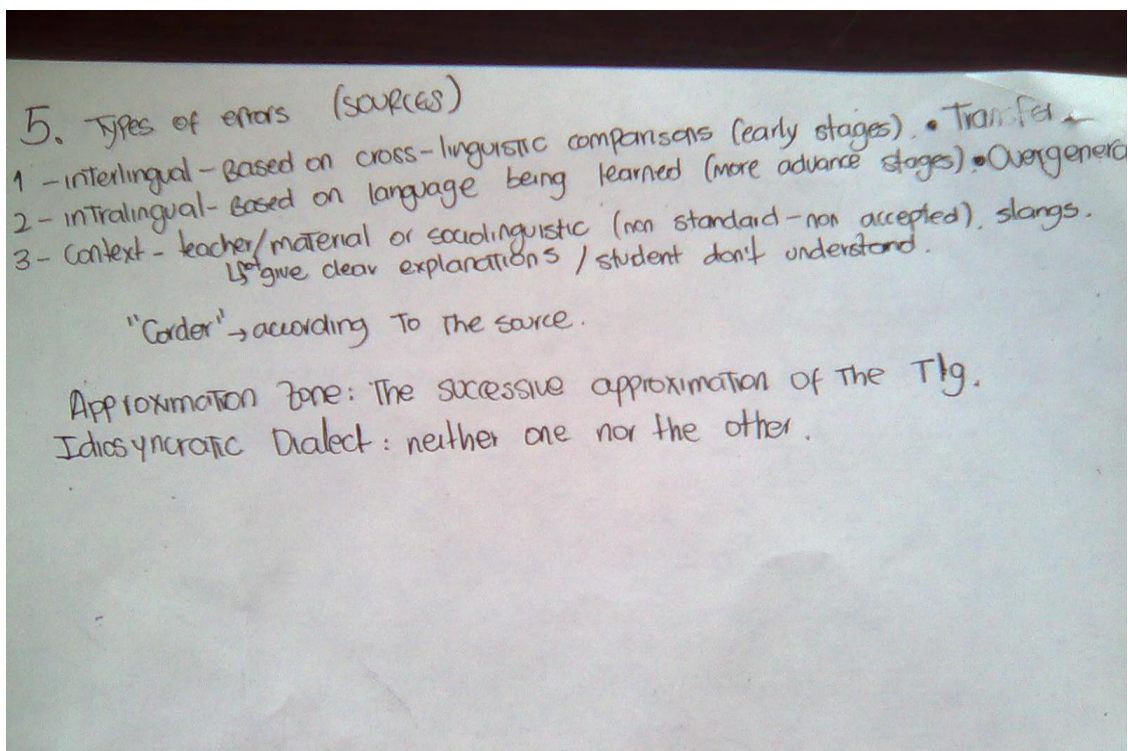 5. Types of errors (SOURCES)
1 - interlingual - Based on cross-linguistic comparisons (early stages). • Transfer
2 - intralingual - Based on language being learned (more advance stages) • Overgenera
3 - Context - teacher/material or sociolinguistic (non standard - non accepted), slangs.
give clear explanations / student don't understand.
"Corder" → according To The source.
Approximation Zone: The successive approximation of The Tlg.
Idiosyncratic Dialect: neither one nor the other.